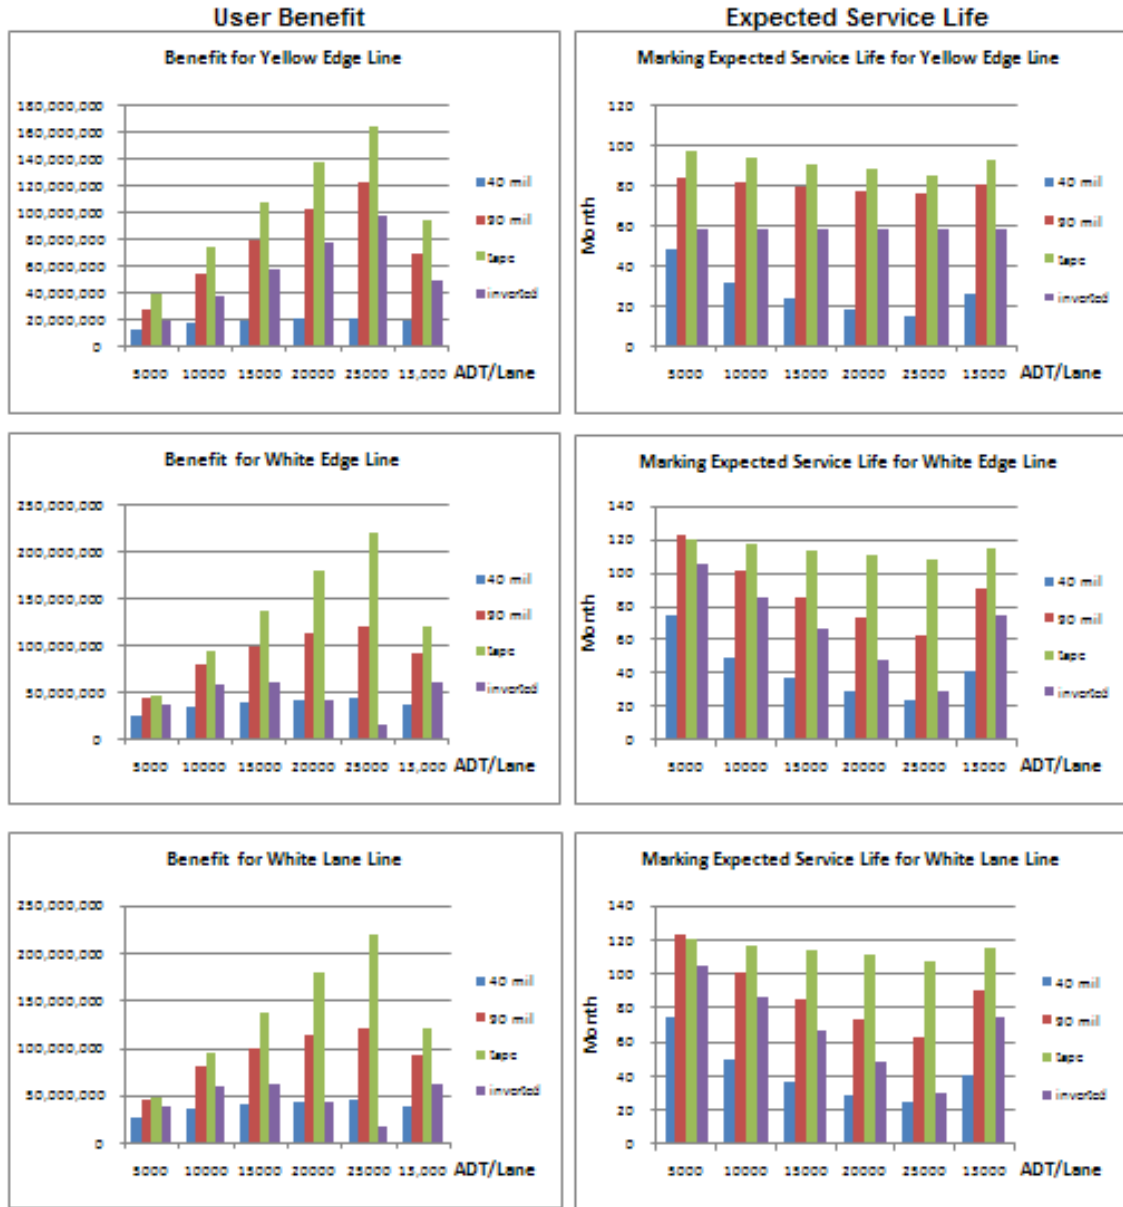 User Benefit
Expected Service Life
Benefit for Yellow Edge Line
180,000,000
160,000,000
140,000,000
120,000,000
100,000,000
80,000,000
60,000,000
40,000,000
20,000,000
0
5000 10000 15000 20000 25000 15,000 ADT/Lane
40 mil
90 mil
tape
inverted
Marking Expected Service Life for Yellow Edge Line
Month
120
100
80
60
40
20
0
5000 10000 15000 20000 25000 15000 ADT/Lane
40 mil
90 mil
tape
inverted
Benefit for White Edge Line
250,000,000
200,000,000
150,000,000
100,000,000
50,000,000
0
5000 10000 15000 20000 25000 15,000 ADT/Lane
40 mil
90 mil
tape
inverted
Marking Expected Service Life for White Edge Line
Month
140
120
100
80
60
40
20
0
5000 10000 15000 20000 25000 15000 ADT/Lane
40 mil
90 mil
tape
inverted
Benefit for White Lane Line
250,000,000
200,000,000
150,000,000
100,000,000
50,000,000
0
5000 10000 15000 20000 25000 15,000 ADT/Lane
40 mil
90 mil
tape
inverted
Marking Expected Service Life for White Lane Line
Month
140
120
100
80
60
40
20
0
5000 10000 15000 20000 25000 15000 ADT/Lane
40 mil
90 mil
tape
inverted